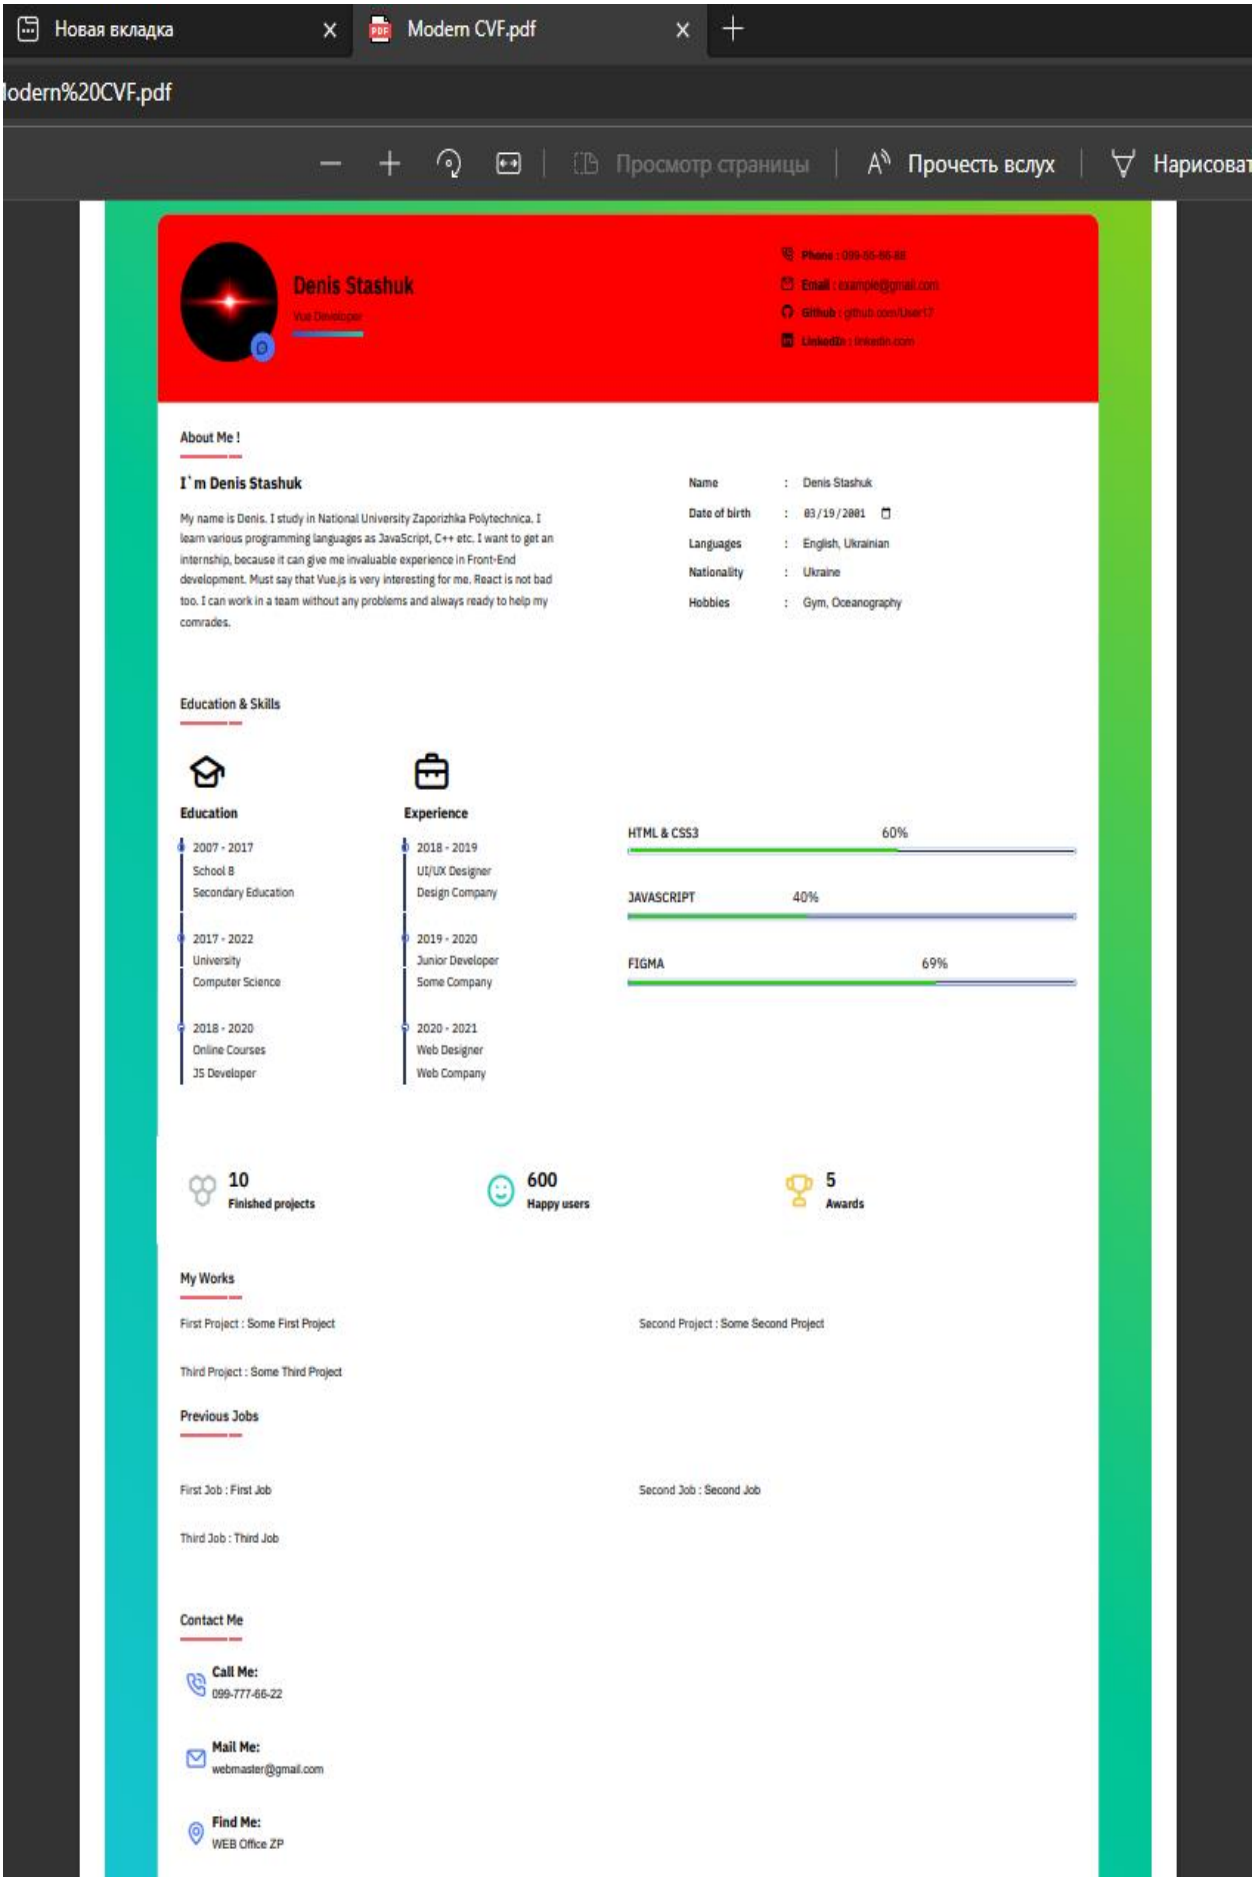 Новая вкладка
Modern CVF.pdf
lodern%20CVF.pdf
Просмотр страницы
Прочесть вслух
Нарисоват
Denis Stashuk
Vue Developer
Phone : 099-55-66-88
Email : example@gmail.com
Github : github.com/User17
LinkedIn : linkedin.com
About Me !
I`m Denis Stashuk
My name is Denis. I study in National University Zaporizhka Polytechnica. I
learn various programming languages as JavaScript, C++ etc. I want to get an
internship, because it can give me invaluable experience in Front-End
development. Must say that Vue.js is very interesting for me. React is not bad
too. I can work in a team without any problems and always ready to help my
comrades.
Name : Denis Stashuk
Date of birth : 03/19/2001
Languages : English, Ukrainian
Nationality : Ukraine
Hobbies : Gym, Oceanography
Education & Skills
Education
2007 - 2017
School 8
Secondary Education
2017 - 2022
University
Computer Science
2018 - 2020
Online Courses
JS Developer
Experience
2018 - 2019
UI/UX Designer
Design Company
2019 - 2020
Junior Developer
Some Company
2020 - 2021
Web Designer
Web Company
HTML & CSS3 60%
JAVASCRIPT 40%
FIGMA 69%
10
Finished projects
600
Happy users
5
Awards
My Works
First Project : Some First Project
Second Project : Some Second Project
Third Project : Some Third Project
Previous Jobs
First Job : First Job
Second Job : Second Job
Third Job : Third Job
Contact Me
Call Me:
099-777-66-22
Mail Me:
webmaster@gmail.com
Find Me:
WEB Office ZP